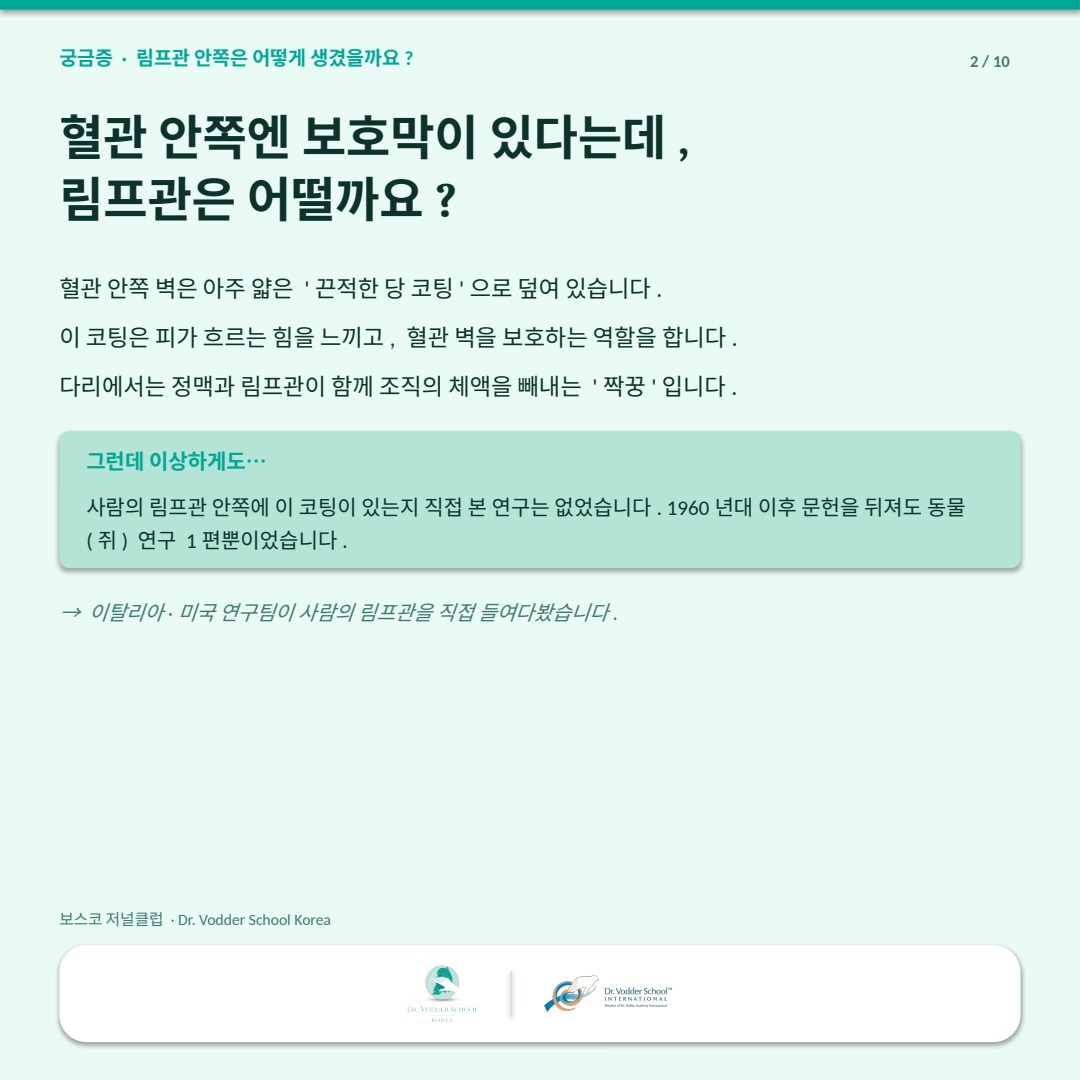 궁금증 · 림프관 안쪽은 어떻게 생겼을까요 ?
2 / 10
혈관 안쪽엔 보호막이 있다는데 ,
림프관은 어떨까요 ?
혈관 안쪽 벽은 아주 얇은 ' 끈적한 당 코팅 ' 으로 덮여 있습니다 .
이 코팅은 피가 흐르는 힘을 느끼고 , 혈관 벽을 보호하는 역할을 합니다 .
다리에서는 정맥과 림프관이 함께 조직의 체액을 빼내는 ' 짝꿍 ' 입니다 .
그런데 이상하게도…
사람의 림프관 안쪽에 이 코팅이 있는지 직접 본 연구는 없었습니다 . 1960 년대 이후 문헌을 뒤져도 동물
( 쥐 ) 연구 1 편뿐이었습니다 .
→ 이탈리아 · 미국 연구팀이 사람의 림프관을 직접 들여다봤습니다 .
보스코 저널클럽 · Dr. Vodder School Korea
DR. VODDER SCHOOL
KOREA
Dr. Vodder School™
INTERNATIONAL
Member of Dr. Vodder Academy International